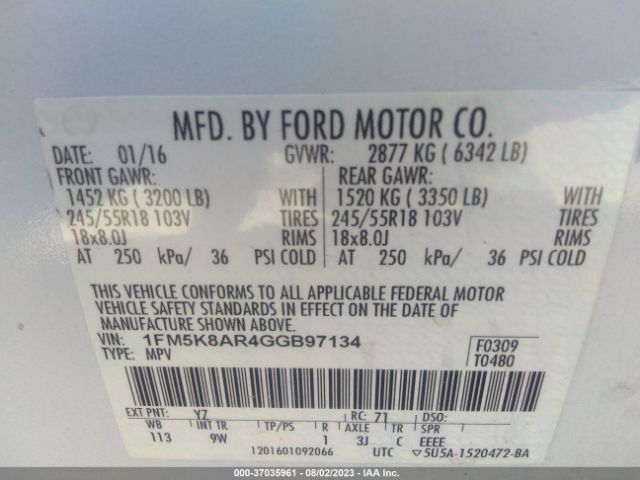 MFD. BY FORD MOTOR CO.
DATE: 01/16 GVWR: 2877 KG ( 6342 LB)
FRONT GAWR: REAR GAWR:
1452 KG ( 3200 LB) WITH 1520 KG ( 3350 LB) WITH
245/55R18 103V TIRES 245/55R18 103V TIRES
18x8.0J RIMS 18x8.0J RIMS
AT 250 kPa/ 36 PSI COLD AT 250 kPa/ 36 PSI COLD
THIS VEHICLE CONFORMS TO ALL APPLICABLE FEDERAL MOTOR
VEHICLE SAFETY STANDARDS IN EFFECT ON THE DATE OF
MANUFACTURE SHOWN ABOVE.
VIN: 1FM5K8AR4GGB97134 F0309
TYPE: MPV T0480
EXT PNT: YZ RC: 71 DSO:
WB INT TR TP/PS R AXLE TR SPR
113 9W 1 3J C EEEE
1201601092066 UTC ▽5U5A-1520472-BA
000-37035961 - 08/02/2023 - IAA Inc.